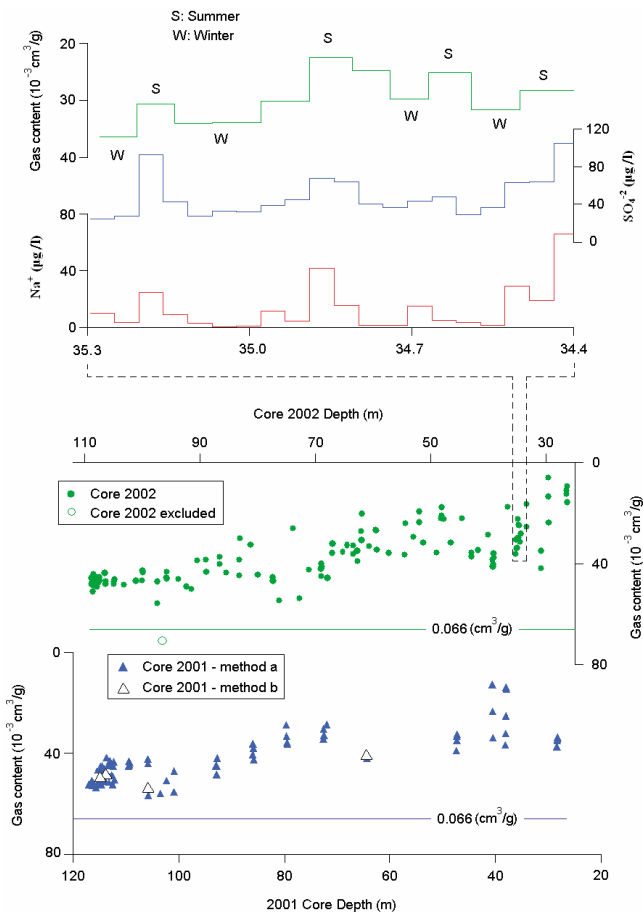 S: Summer
W: Winter
Gas content (10⁻³ cm³/g)
20
30
40
S
S
S
S
W
W
W
W
120
80
40
0
SO₄⁻² (µg/l)
Na⁺ (µg/l)
80
40
0
35.3
35.0
34.7
34.4
Core 2002 Depth (m)
110
90
70
50
30
Core 2002
Core 2002 excluded
0
20
40
60
80
Gas content (10⁻³ cm³/g)
0.066 (cm³/g)
Core 2001 - method a
Core 2001 - method b
Gas content (10⁻³ cm³/g)
0
40
80
0.066 (cm³/g)
120
100
80
60
40
20
2001 Core Depth (m)